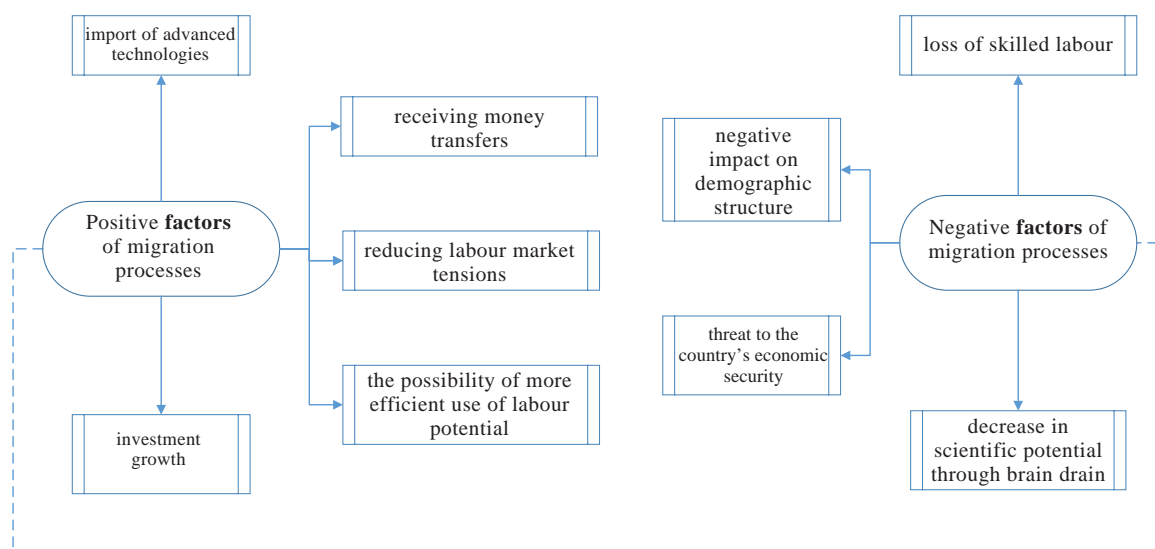 import of advanced
technologies
receiving money
transfers
Positive factors
of migration
processes
reducing labour market
tensions
the possibility of more
efficient use of labour
potential
investment
growth
loss of skilled labour
negative
impact on
demographic
structure
Negative factors of
migration processes
threat to the
country’s economic
security
decrease in
scientific potential
through brain drain